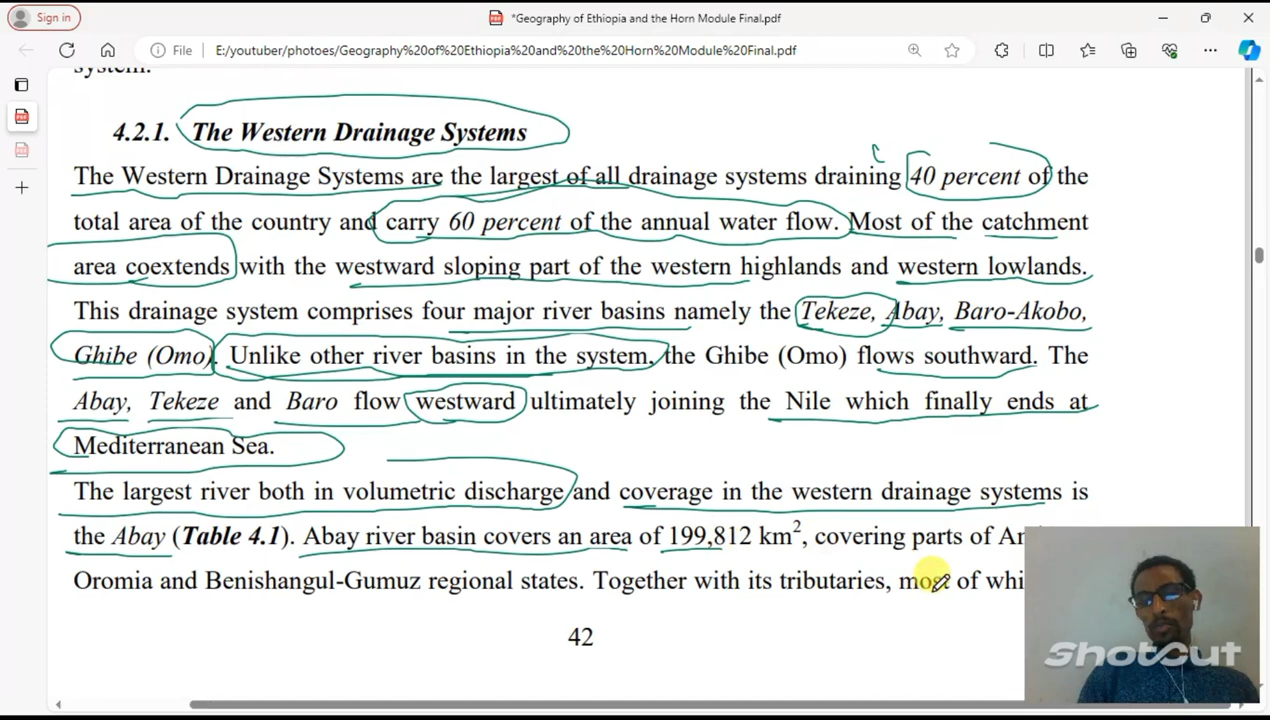 Sign in
*Geography of Ethiopia and the Horn Module Final.pdf
File
E:/youtuber/photoes/Geography%20of%20Ethiopia%20and%20the%20Horn%20Module%20Final.pdf
system.
4.2.1. The Western Drainage Systems
The Western Drainage Systems are the largest of all drainage systems draining 40 percent of the
total area of the country and carry 60 percent of the annual water flow. Most of the catchment
area coextends with the westward sloping part of the western highlands and western lowlands.
This drainage system comprises four major river basins namely the Tekeze, Abay, Baro-Akobo,
Ghibe (Omo). Unlike other river basins in the system, the Ghibe (Omo) flows southward. The
Abay, Tekeze and Baro flow westward ultimately joining the Nile which finally ends at
Mediterranean Sea.
The largest river both in volumetric discharge and coverage in the western drainage systems is
the Abay (Table 4.1). Abay river basin covers an area of 199,812 km², covering parts of
Oromia and Benishangul-Gumuz regional states. Together with its tributaries, of
42
Shotcut